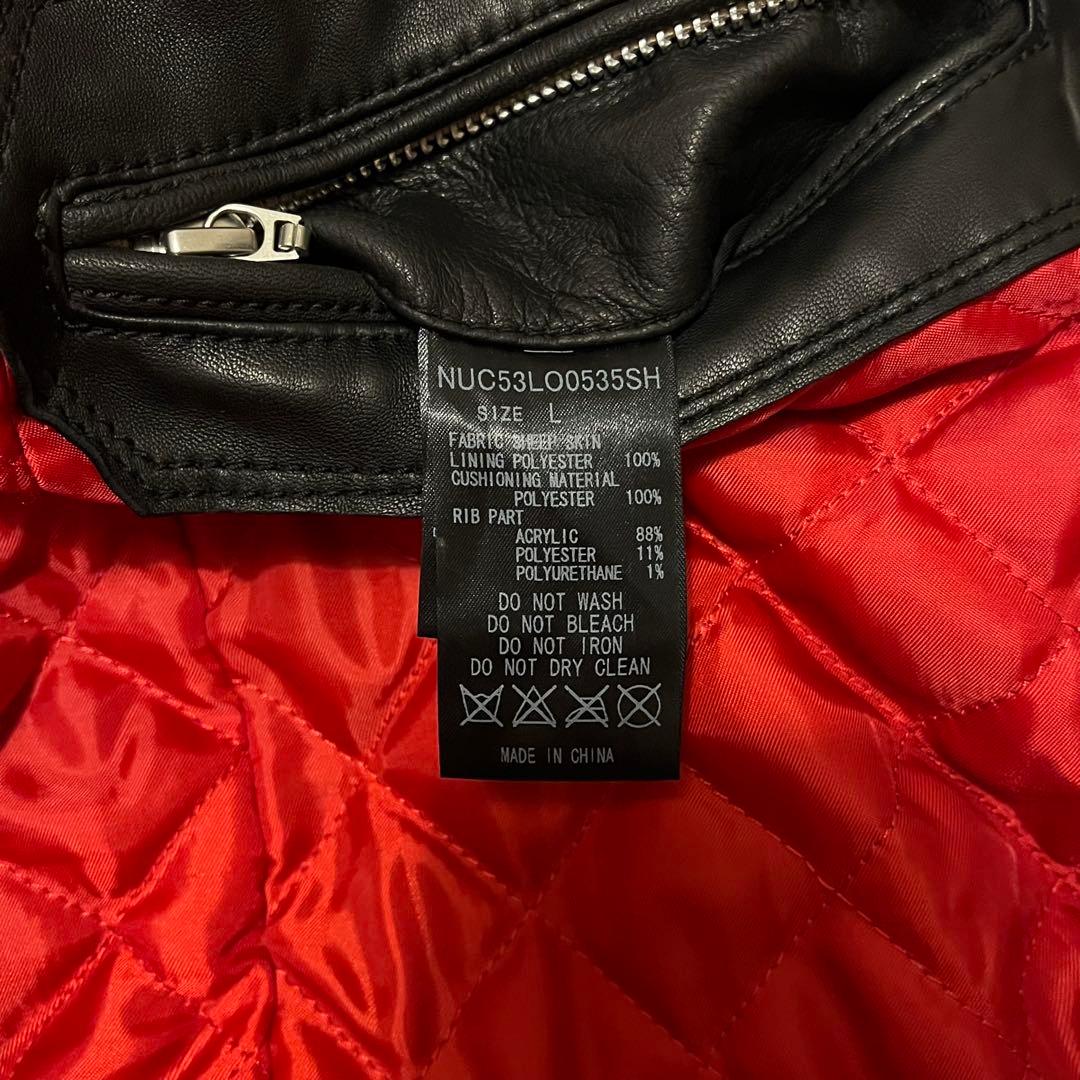 NUC53LO0535SH
SIZE L
FABRIC SHEEP SKIN
LINING POLYESTER 100%
CUSHIONING MATERIAL
POLYESTER 100%
RIB PART
ACRYLIC 88%
POLYESTER 11%
POLYURETHANE 1%
DO NOT WASH
DO NOT BLEACH
DO NOT IRON
DO NOT DRY CLEAN
MADE IN CHINA